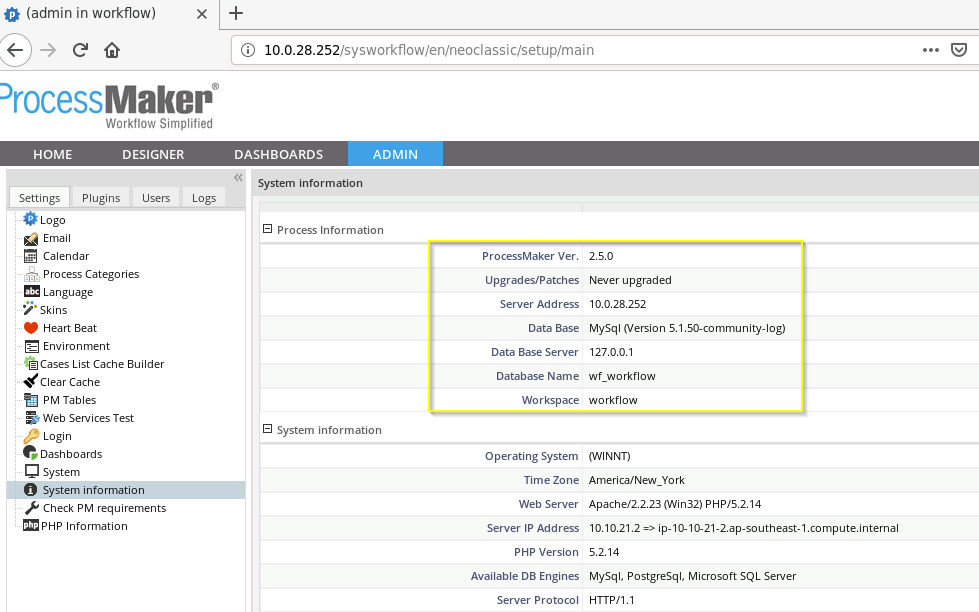 (admin in workflow)
10.0.28.252/sysworkflow/en/neoclassic/setup/main
ProcessMaker®
Workflow Simplified
HOME DESIGNER DASHBOARDS ADMIN
Settings Plugins Users Logs
Logo
Email
Calendar
Process Categories
abc Language
Skins
Heart Beat
Environment
Cases List Cache Builder
Clear Cache
PM Tables
Web Services Test
Login
Dashboards
System
System information
Check PM requirements
php PHP Information
System information
Process Information
ProcessMaker Ver. 2.5.0
Upgrades/Patches Never upgraded
Server Address 10.0.28.252
Data Base MySql (Version 5.1.50-community-log)
Data Base Server 127.0.0.1
Database Name wf_workflow
Workspace workflow
System information
Operating System (WINNT)
Time Zone America/New_York
Web Server Apache/2.2.23 (Win32) PHP/5.2.14
Server IP Address 10.10.21.2 => ip-10-10-21-2.ap-southeast-1.compute.internal
PHP Version 5.2.14
Available DB Engines MySql, PostgreSql, Microsoft SQL Server
Server Protocol HTTP/1.1